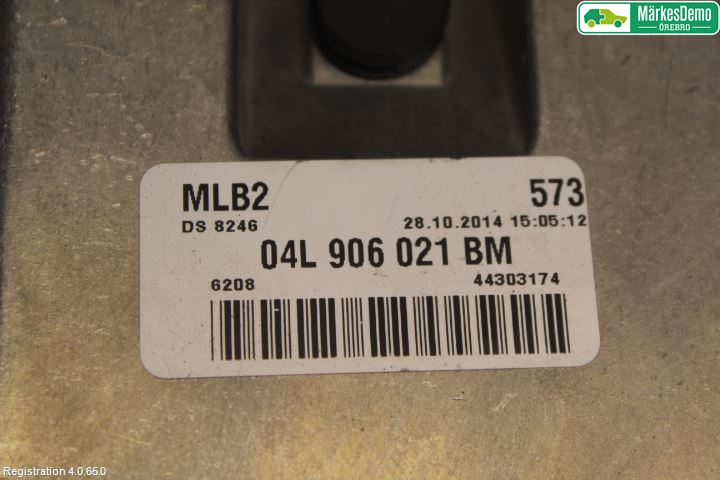 MärkesDemo
ÖREBRO
MLB2 573
DS 8246 28.10.2014 15:05:12
04L 906 021 BM
6208 44303174
Registration 4.0.65.0